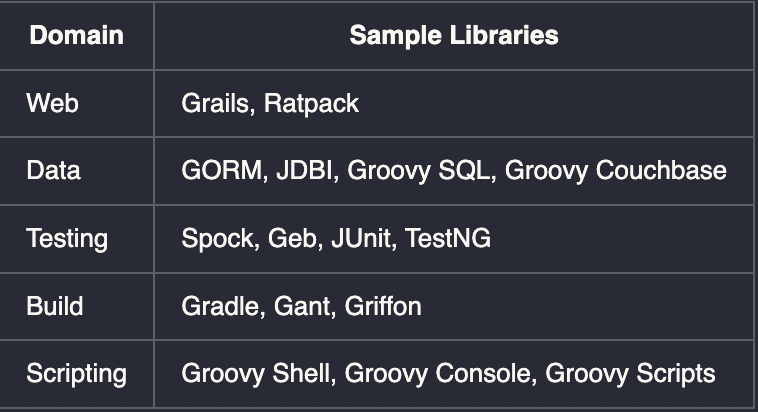 Domain Sample Libraries
Web Grails, Ratpack
Data GORM, JDBI, Groovy SQL, Groovy Couchbase
Testing Spock, Geb, JUnit, TestNG
Build Gradle, Gant, Griffon
Scripting Groovy Shell, Groovy Console, Groovy Scripts